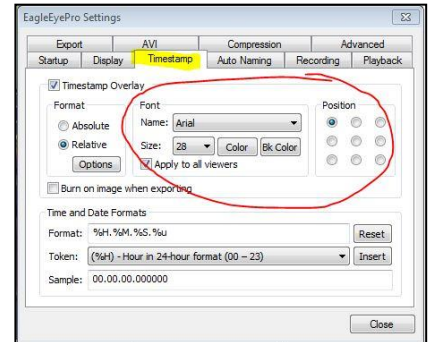 EagleEyePro Settings
Export AVI Compression Advanced
Startup Display Timestamp Auto Naming Recording Playback
Timestamp Overlay
Format Font Position
Absolute Name: Arial
Relative Size: 28 Color Bk Color
Options Apply to all viewers
Burn on image when exporting
Time and Date Formats
Format: %H.%M.%S.%u Reset
Token: (%H) - Hour in 24-hour format (00 – 23) Insert
Sample: 00.00.00.000000
Close